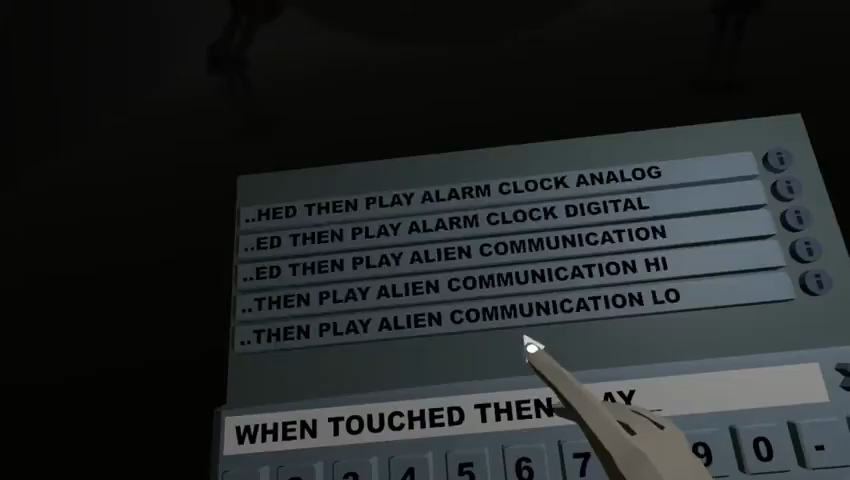 ..HED THEN PLAY ALARM CLOCK ANALOG
..ED THEN PLAY ALARM CLOCK DIGITAL
..ED THEN PLAY ALIEN COMMUNICATION
..THEN PLAY ALIEN COMMUNICATION HI
..THEN PLAY ALIEN COMMUNICATION LO
i
i
i
i
i
WHEN TOUCHED THEN
4 5 6 7 9 0 -